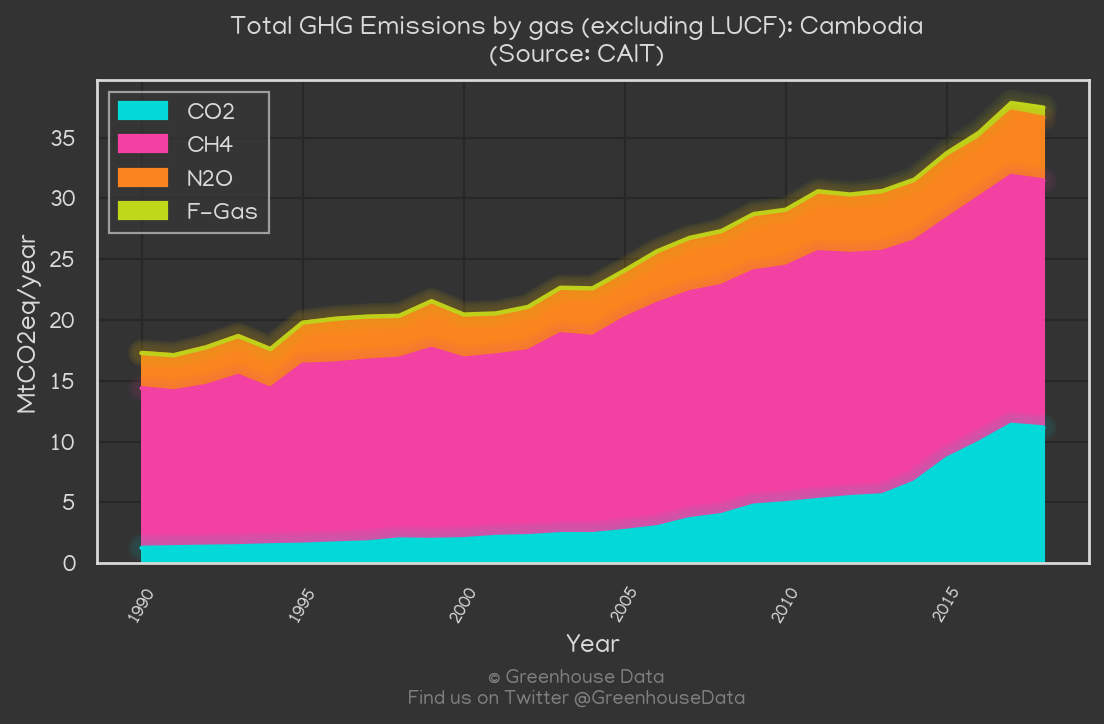 Total GHG Emissions by gas (excluding LUCF): Cambodia
(Source: CAIT)
CO2
CH4
N2O
F-Gas
35
30
25
20
15
10
5
0
MtCO2eq/year
1990
1995
2000
2005
2010
2015
Year
© Greenhouse Data
Find us on Twitter @GreenhouseData